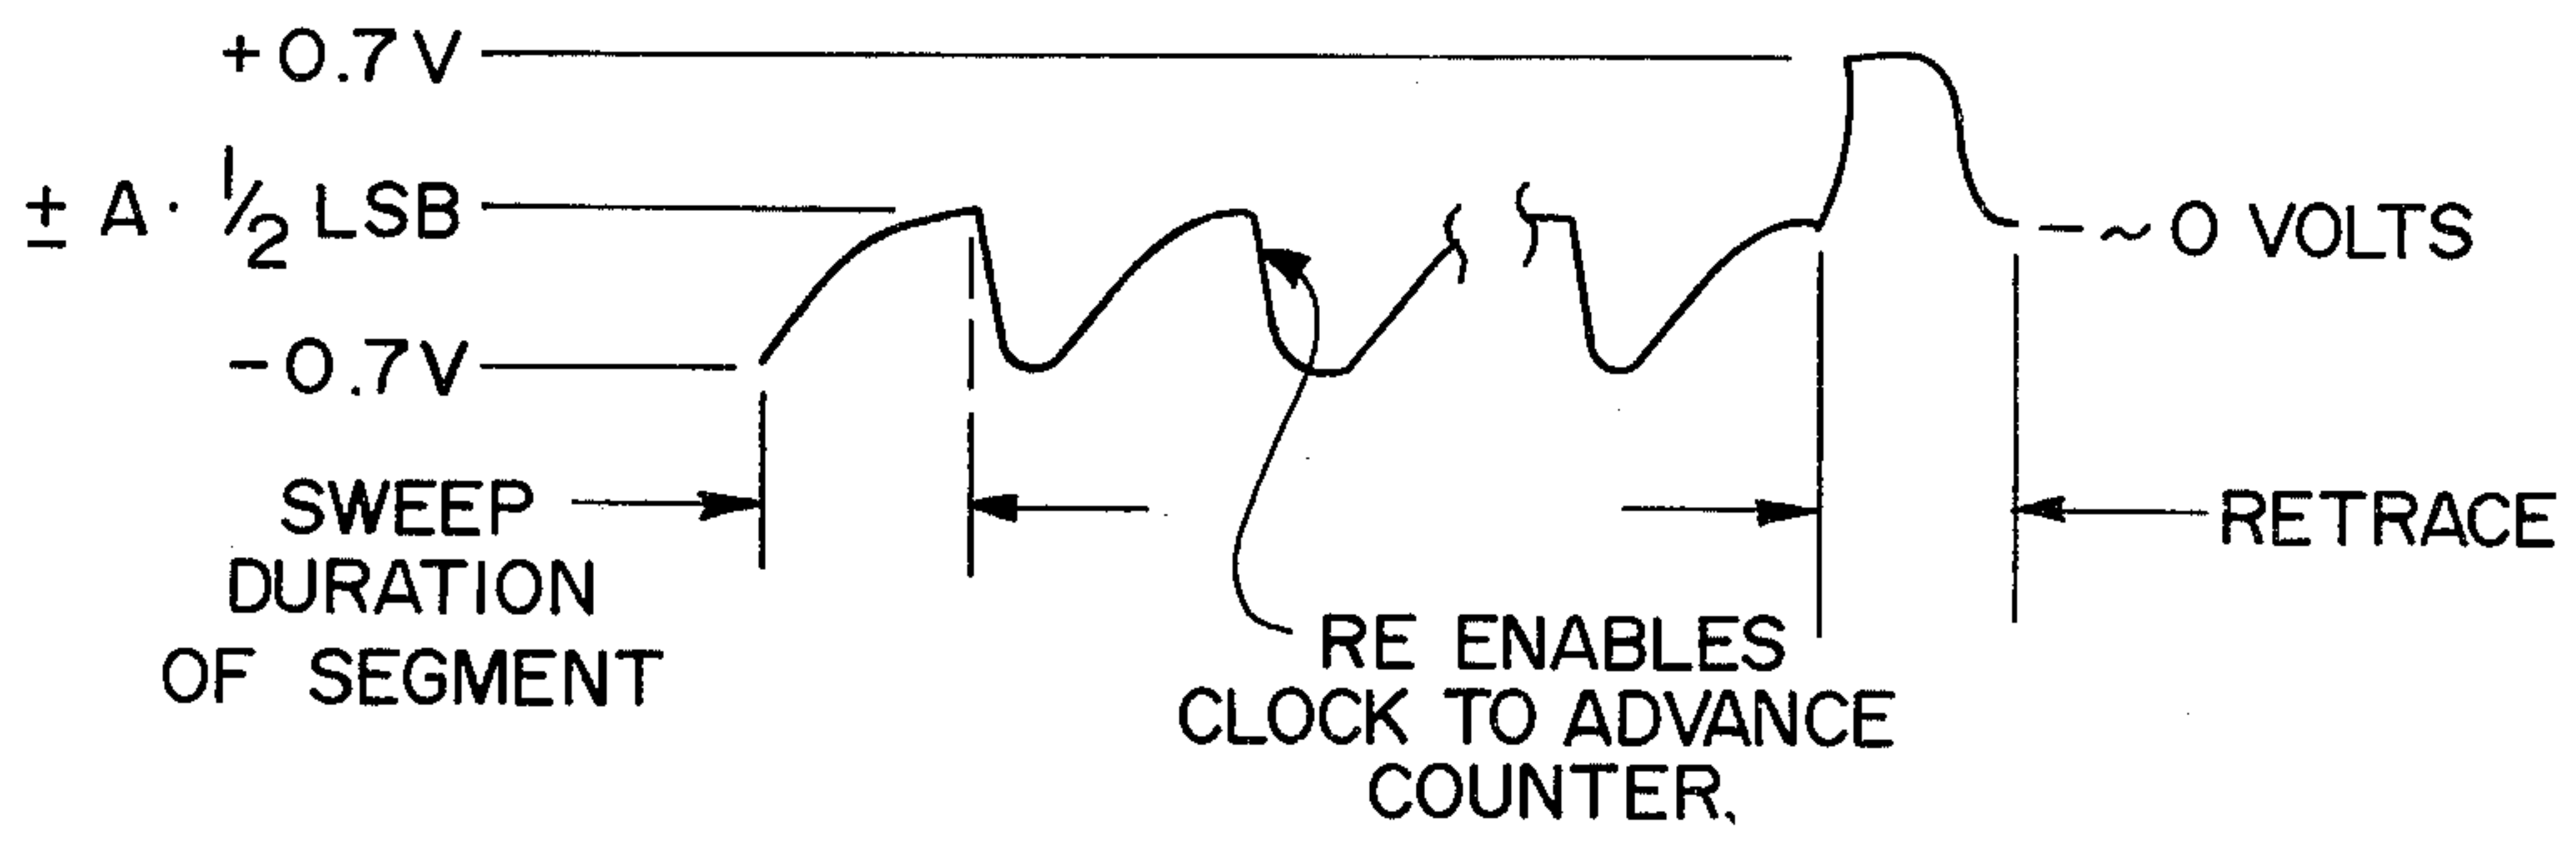 +0.7V
± A· ½ LSB
-0.7V
~0 VOLTS
SWEEP
DURATION
OF SEGMENT
RETRACE
RE ENABLES
CLOCK TO ADVANCE
COUNTER.